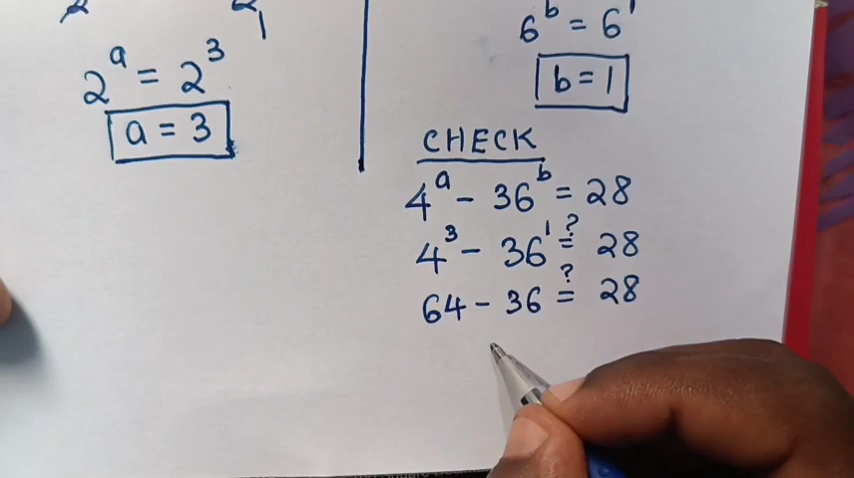 2^a = 2^3
a = 3
6^b = 6^1
b = 1
CHECK
4^a - 36^b = 28
4^3 - 36^1 ?= 28
64 - 36 ?= 28